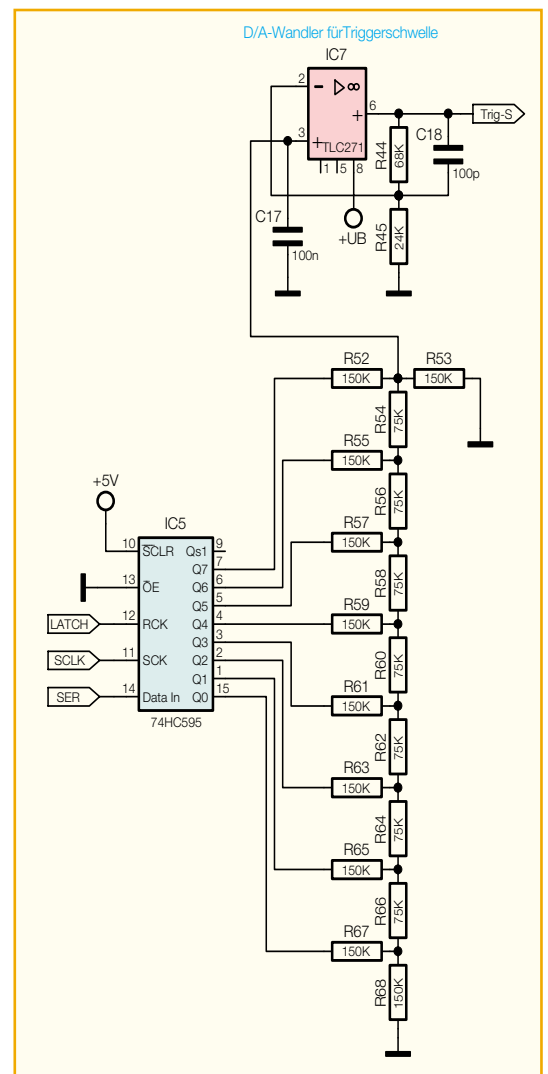 D/A-Wandler fürTriggerschwelle
IC7
2
-
▷∞
6
+
Trig-S
3
+
TLC271
1
5
8
+UB
R44
68K
C18
100p
R45
24K
C17
100n
R52
150K
R53
150K
R54
75K
R55
150K
R56
75K
R57
150K
R58
75K
R59
150K
R60
75K
R61
150K
R62
75K
R63
150K
R64
75K
R65
150K
R66
75K
R67
150K
R68
150K
+5V
IC5
10
SCLR
Qs1
9
Q7
7
13
OE
Q6
6
Q5
5
LATCH
12
RCK
Q4
4
Q3
3
SCLK
11
SCK
Q2
2
Q1
1
SER
14
Data In
Q0
15
74HC595